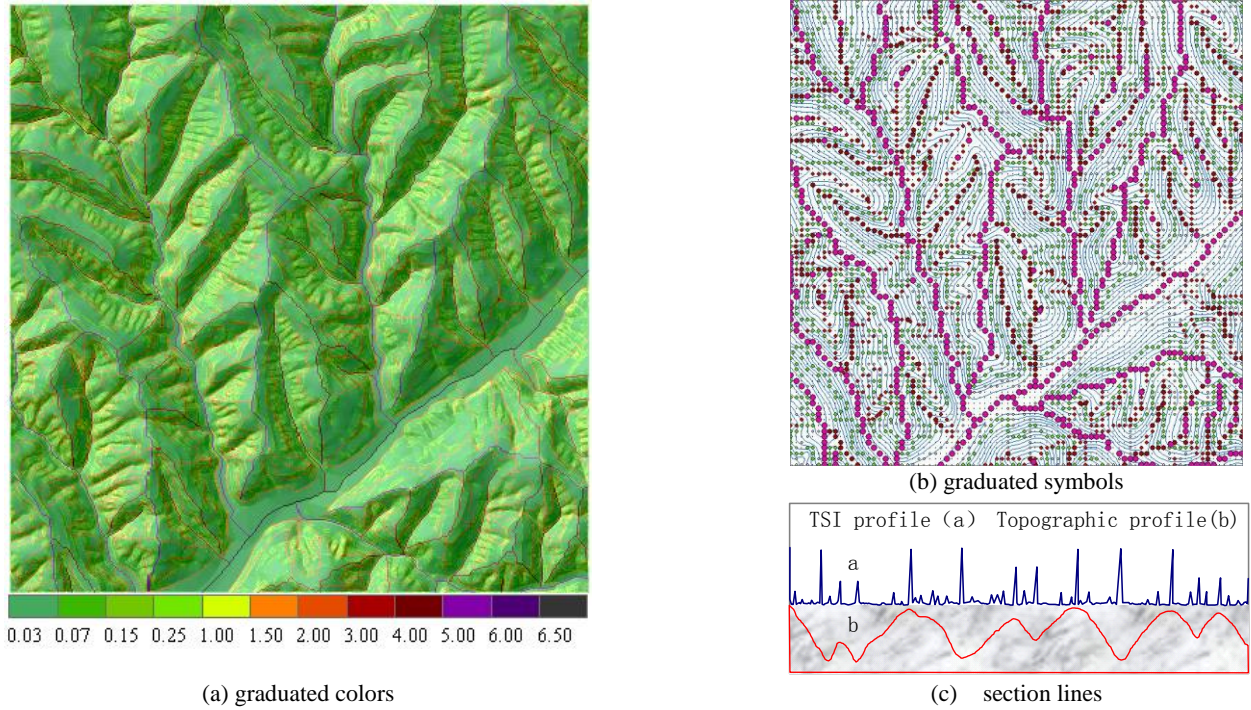 0.03 0.07 0.15 0.25 1.00 1.50 2.00 3.00 4.00 5.00 6.00 6.50
(a) graduated colors
(b) graduated symbols
TSI profile（a） Topographic profile(b)
a
b
(c) section lines